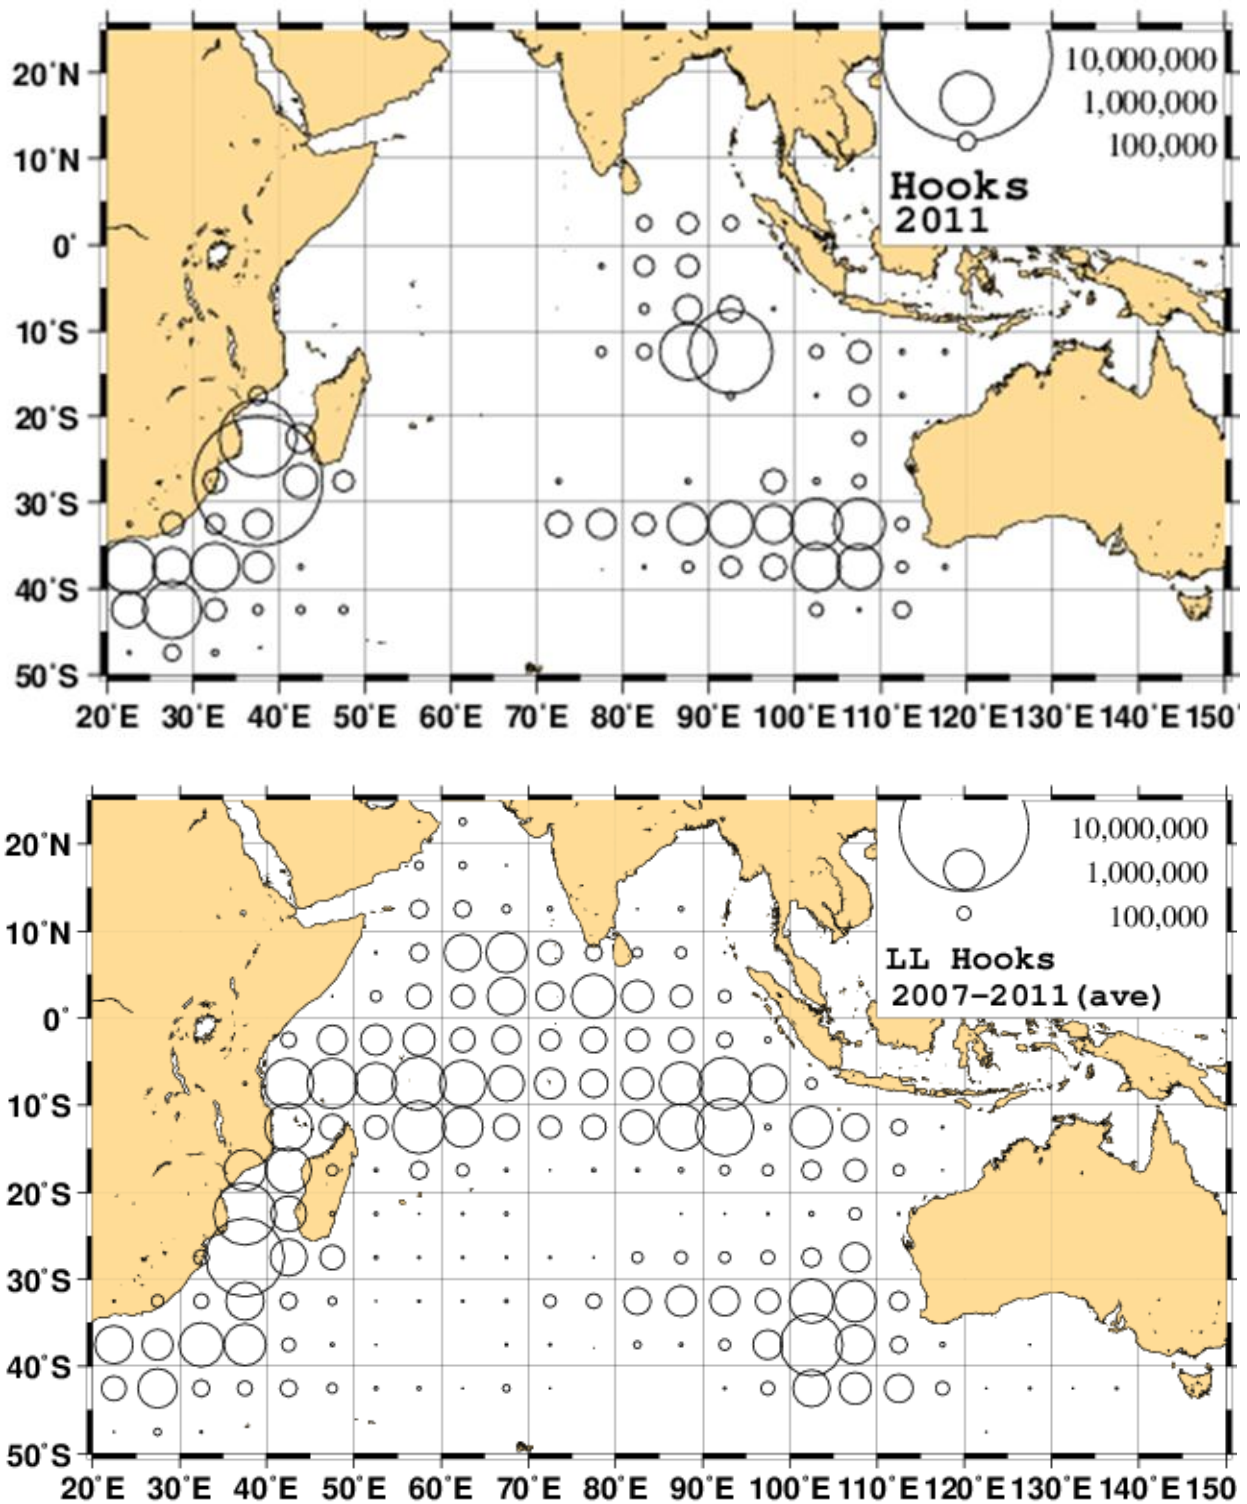 20°N
10°N
0°
10°S
20°S
30°S
40°S
50°S
10,000,000
1,000,000
100,000
Hooks
2011
20°E 30°E 40°E 50°E 60°E 70°E 80°E 90°E 100°E 110°E 120°E 130°E 140°E 150°
20°N
10°N
0°
10°S
20°S
30°S
40°S
50°S
10,000,000
1,000,000
100,000
LL Hooks
2007-2011(ave)
20°E 30°E 40°E 50°E 60°E 70°E 80°E 90°E 100°E 110°E 120°E 130°E 140°E 150°E